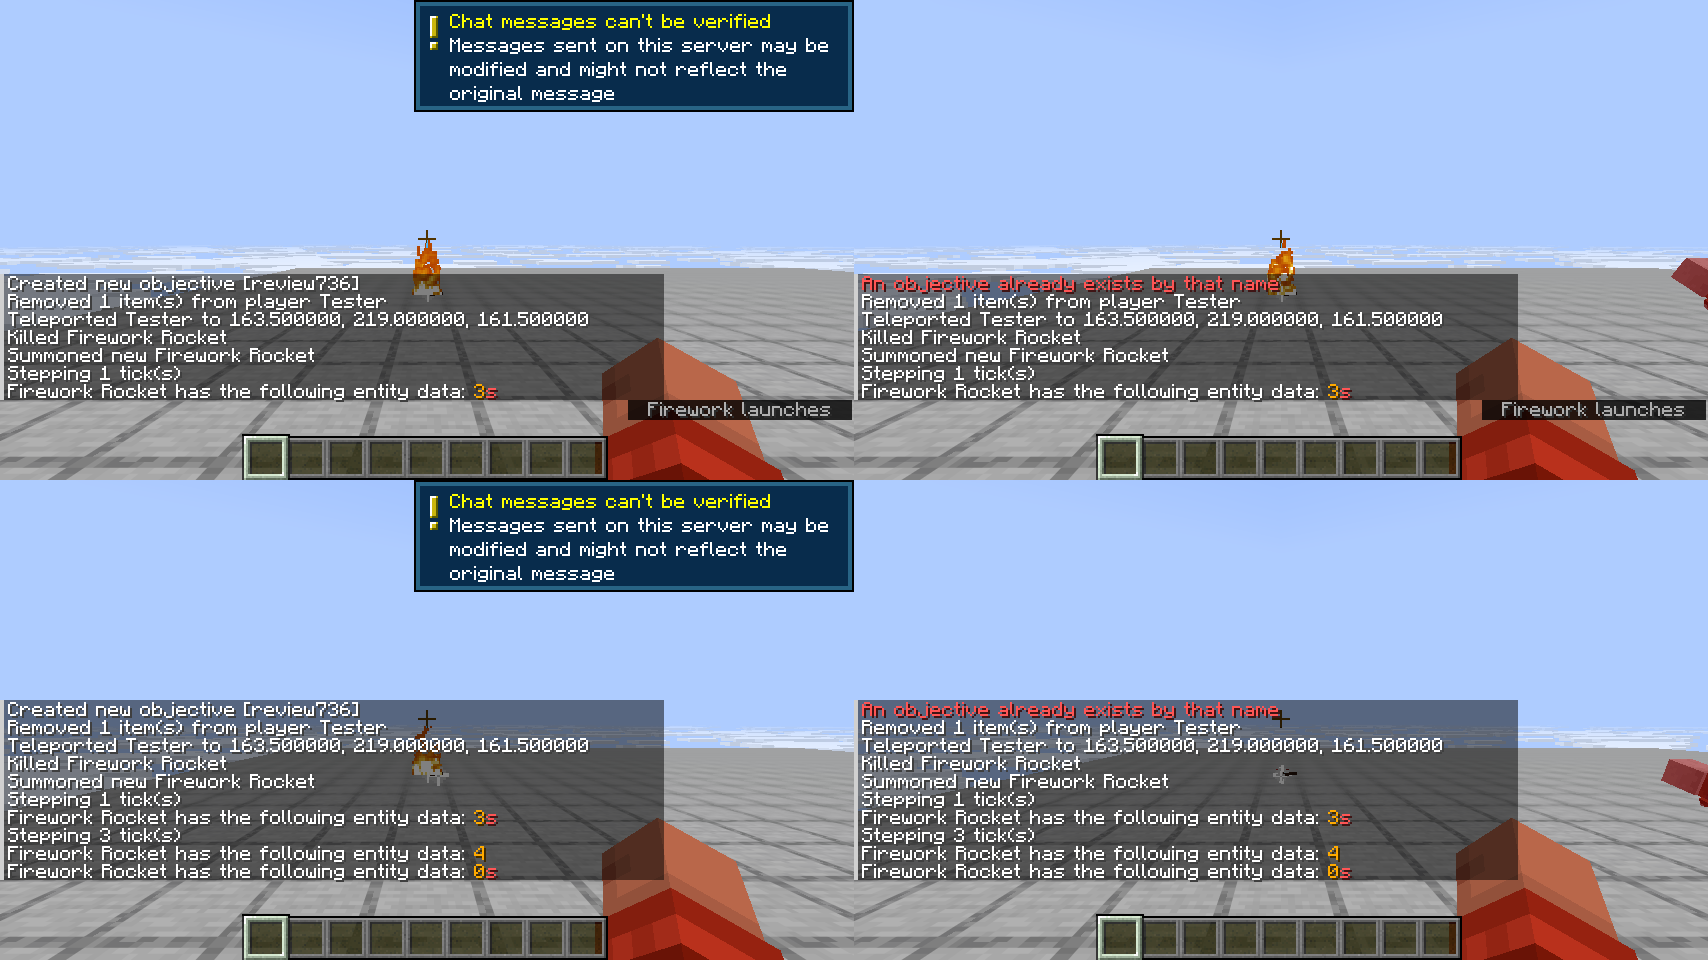 Chat messages can't be verified
Messages sent on this server may be
modified and might not reflect the
original message
Created new objective [review736]
Removed 1 item(s) from player Tester
Teleported Tester to 163.500000, 219.000000, 161.500000
Killed Firework Rocket
Summoned new Firework Rocket
Stepping 1 tick(s)
Firework Rocket has the following entity data: 3s
Firework launches
An objective already exists by that name
Removed 1 item(s) from player Tester
Teleported Tester to 163.500000, 219.000000, 161.500000
Killed Firework Rocket
Summoned new Firework Rocket
Stepping 1 tick(s)
Firework Rocket has the following entity data: 3s
Firework launches
Chat messages can't be verified
Messages sent on this server may be
modified and might not reflect the
original message
Created new objective [review736]
Removed 1 item(s) from player Tester
Teleported Tester to 163.500000, 219.000000, 161.500000
Killed Firework Rocket
Summoned new Firework Rocket
Stepping 1 tick(s)
Firework Rocket has the following entity data: 3s
Stepping 3 tick(s)
Firework Rocket has the following entity data: 4
Firework Rocket has the following entity data: 0s
An objective already exists by that name
Removed 1 item(s) from player Tester
Teleported Tester to 163.500000, 219.000000, 161.500000
Killed Firework Rocket
Summoned new Firework Rocket
Stepping 1 tick(s)
Firework Rocket has the following entity data: 3s
Stepping 3 tick(s)
Firework Rocket has the following entity data: 4
Firework Rocket has the following entity data: 0s